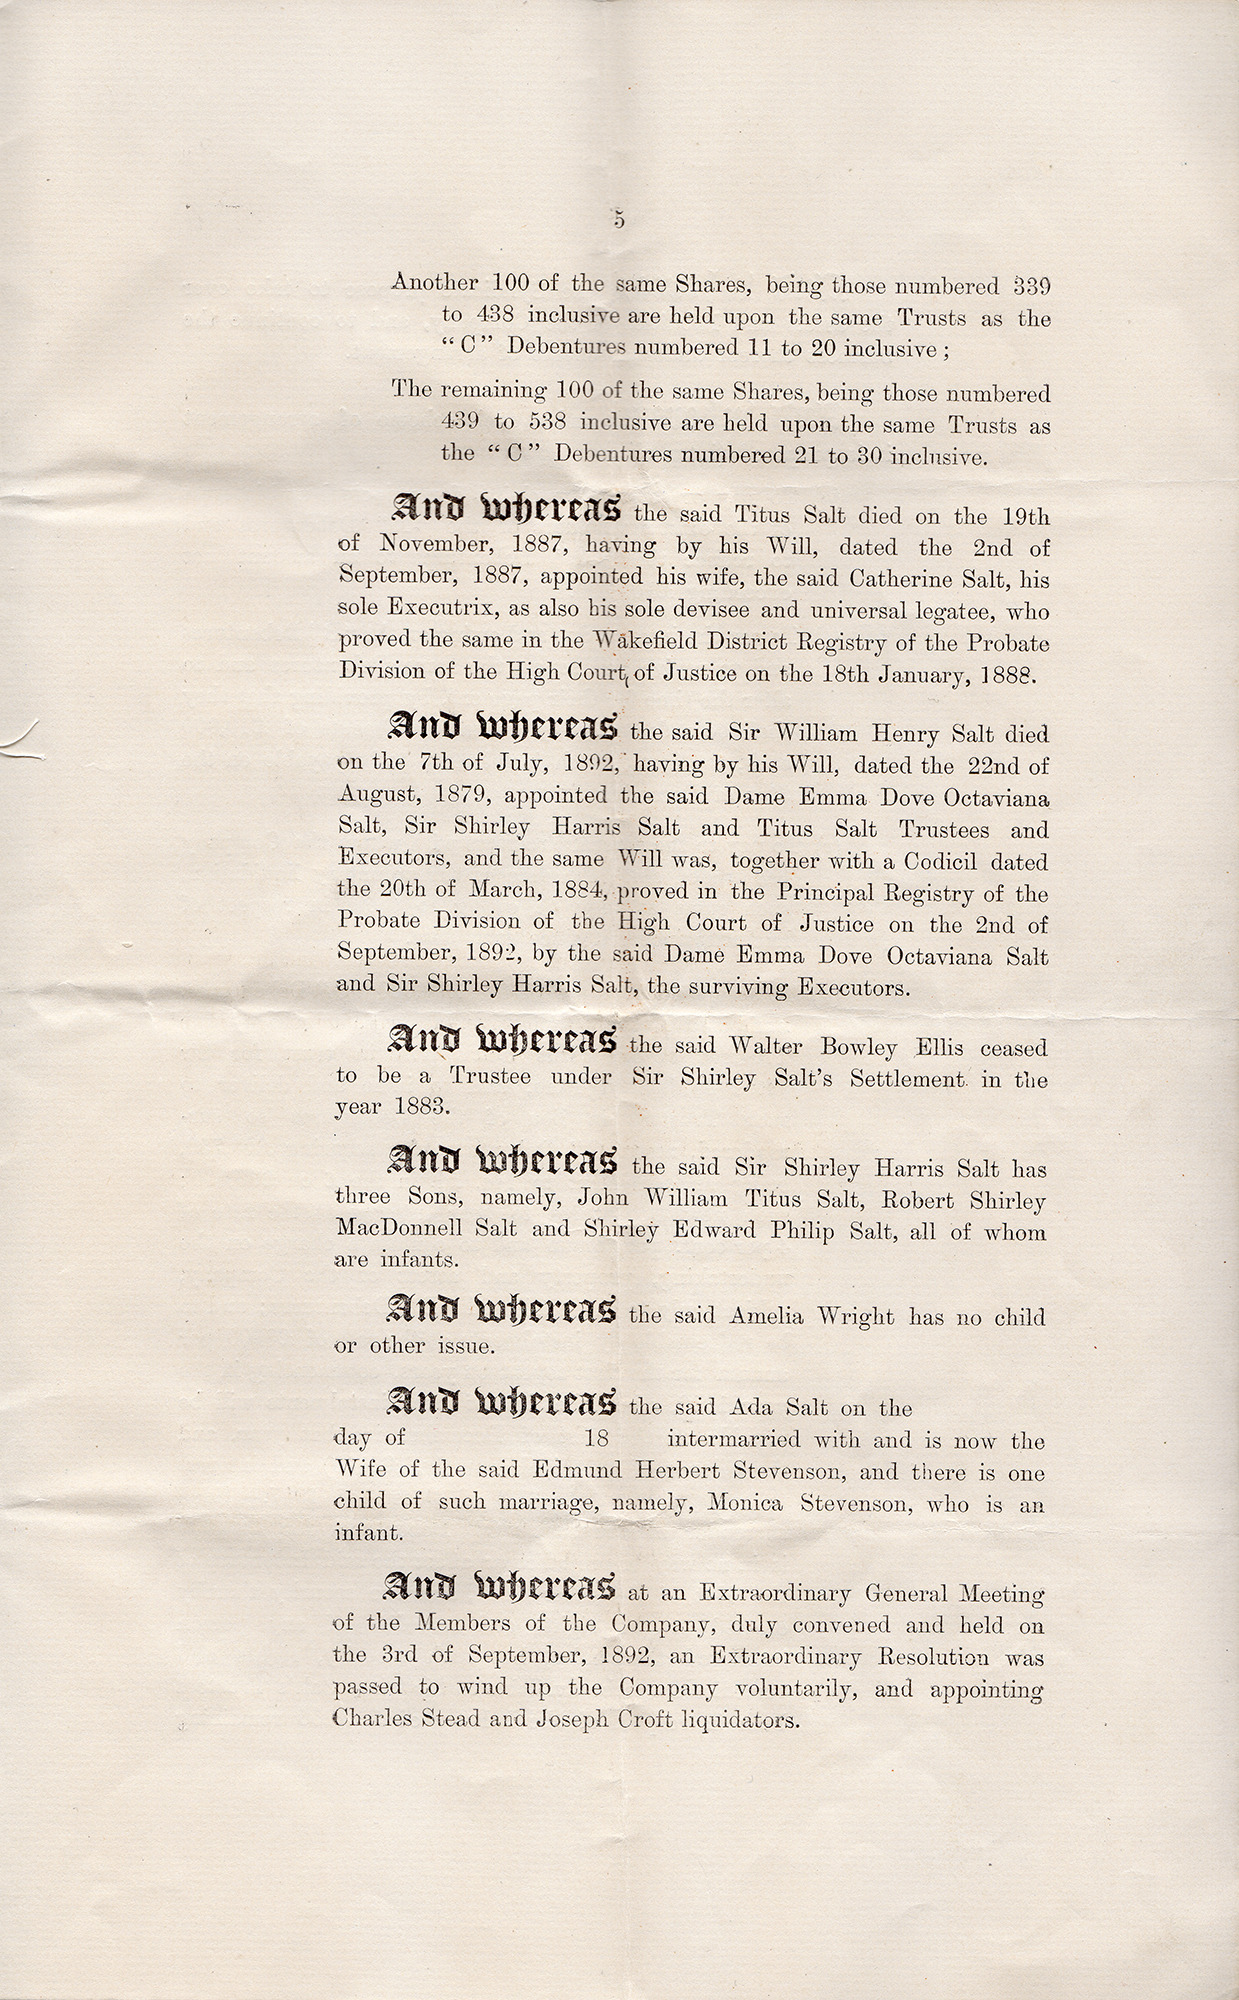 5
Another 100 of the same Shares, being those numbered 339
to 438 inclusive are held upon the same Trusts as the
“C” Debentures numbered 11 to 20 inclusive;
The remaining 100 of the same Shares, being those numbered
439 to 538 inclusive are held upon the same Trusts as
the “C” Debentures numbered 21 to 30 inclusive.
And whereas the said Titus Salt died on the 19th
of November, 1887, having by his Will, dated the 2nd of
September, 1887, appointed his wife, the said Catherine Salt, his
sole Executrix, as also his sole devisee and universal legatee, who
proved the same in the Wakefield District Registry of the Probate
Division of the High Court of Justice on the 18th January, 1888.
And whereas the said Sir William Henry Salt died
on the 7th of July, 1892, having by his Will, dated the 22nd of
August, 1879, appointed the said Dame Emma Dove Octaviana
Salt, Sir Shirley Harris Salt and Titus Salt Trustees and
Executors, and the same Will was, together with a Codicil dated
the 20th of March, 1884, proved in the Principal Registry of the
Probate Division of the High Court of Justice on the 2nd of
September, 1892, by the said Dame Emma Dove Octaviana Salt
and Sir Shirley Harris Salt, the surviving Executors.
And whereas the said Walter Bowley Ellis ceased
to be a Trustee under Sir Shirley Salt's Settlement in the
year 1883.
And whereas the said Sir Shirley Harris Salt has
three Sons, namely, John William Titus Salt, Robert Shirley
MacDonnell Salt and Shirley Edward Philip Salt, all of whom
are infants.
And whereas the said Amelia Wright has no child
or other issue.
And whereas the said Ada Salt on the
day of 18 intermarried with and is now the
Wife of the said Edmund Herbert Stevenson, and there is one
child of such marriage, namely, Monica Stevenson, who is an
infant.
And whereas at an Extraordinary General Meeting
of the Members of the Company, duly convened and held on
the 3rd of September, 1892, an Extraordinary Resolution was
passed to wind up the Company voluntarily, and appointing
Charles Stead and Joseph Croft liquidators.